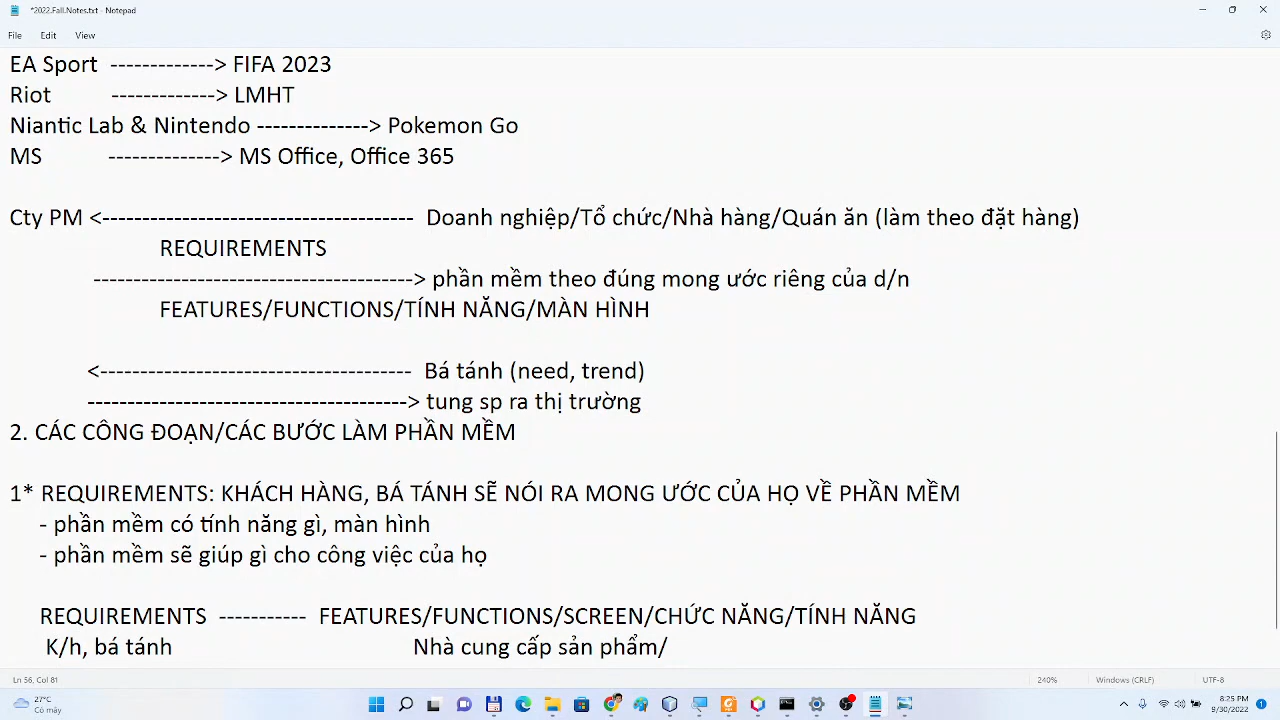 *2022.Fall.Notes.txt - Notepad
File Edit View
EA Sport -------------> FIFA 2023
Riot -------------> LMHT
Niantic Lab & Nintendo --------------> Pokemon Go
MS --------------> MS Office, Office 365
Cty PM <--------------------------------------- Doanh nghiệp/Tổ chức/Nhà hàng/Quán ăn (làm theo đặt hàng)
REQUIREMENTS
----------------------------------------> phần mềm theo đúng mong ước riêng của d/n
FEATURES/FUNCTIONS/TÍNH NĂNG/MÀN HÌNH
<--------------------------------------- Bá tánh (need, trend)
----------------------------------------> tung sp ra thị trường
2. CÁC CÔNG ĐOẠN/CÁC BƯỚC LÀM PHẦN MỀM
1* REQUIREMENTS: KHÁCH HÀNG, BÁ TÁNH SẼ NÓI RA MONG ƯỚC CỦA HỌ VỀ PHẦN MỀM
- phần mềm có tính năng gì, màn hình
- phần mềm sẽ giúp gì cho công việc của họ
REQUIREMENTS ----------- FEATURES/FUNCTIONS/SCREEN/CHỨC NĂNG/TÍNH NĂNG
K/h, bá tánh Nhà cung cấp sản phẩm/
Ln 56, Col 81 240% Windows (CRLF) UTF-8
27°C
Có mây
8:25 PM
9/30/2022